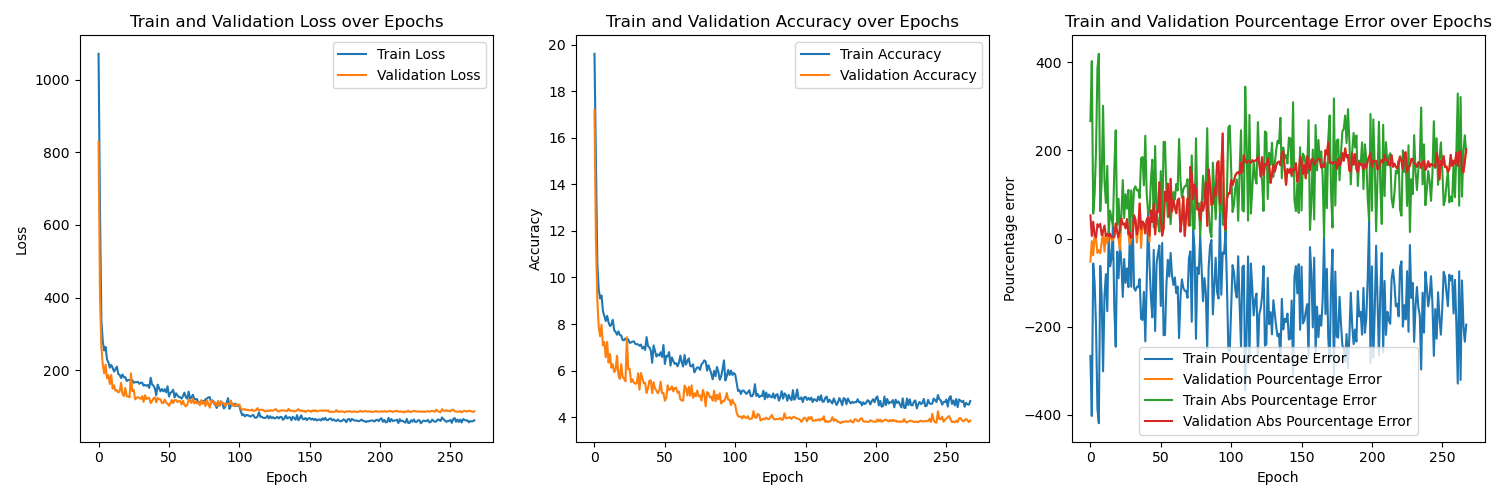 Train and Validation Loss over Epochs
Train Loss
Validation Loss
Loss
1000
800
600
400
200
0
50
100
150
200
250
Epoch
Train and Validation Accuracy over Epochs
Train Accuracy
Validation Accuracy
Accuracy
20
18
16
14
12
10
8
6
4
0
50
100
150
200
250
Epoch
Train and Validation Pourcentage Error over Epochs
Pourcentage error
400
200
0
−200
−400
Train Pourcentage Error
Validation Pourcentage Error
Train Abs Pourcentage Error
Validation Abs Pourcentage Error
0
50
100
150
200
250
Epoch